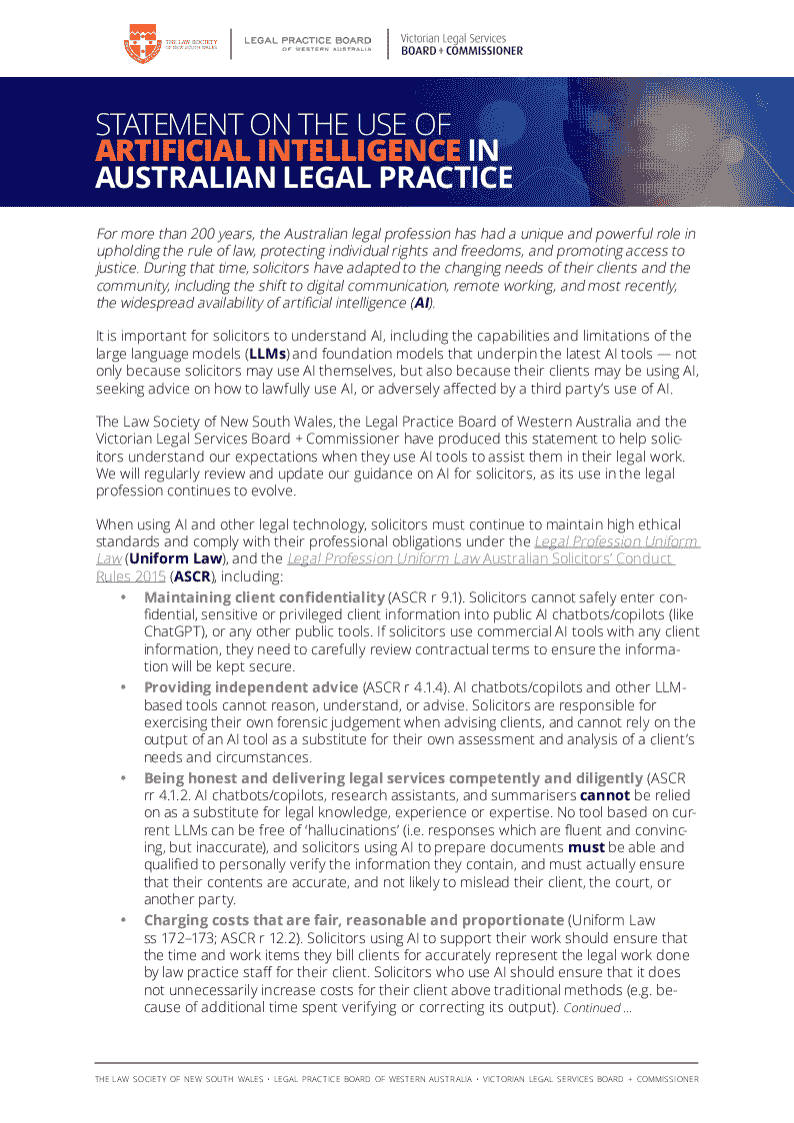 THE LAW SOCIETY
OF NEW SOUTH WALES
LEGAL PRACTICE BOARD
OF WESTERN AUSTRALIA
Victorian Legal Services
BOARD + COMMISSIONER
STATEMENT ON THE USE OF
ARTIFICIAL INTELLIGENCE IN
AUSTRALIAN LEGAL PRACTICE
For more than 200 years, the Australian legal profession has had a unique and powerful role in
upholding the rule of law, protecting individual rights and freedoms, and promoting access to
justice. During that time, solicitors have adapted to the changing needs of their clients and the
community, including the shift to digital communication, remote working, and most recently,
the widespread availability of artificial intelligence (AI).
It is important for solicitors to understand AI, including the capabilities and limitations of the
large language models (LLMs) and foundation models that underpin the latest AI tools — not
only because solicitors may use AI themselves, but also because their clients may be using AI,
seeking advice on how to lawfully use AI, or adversely affected by a third party's use of AI.
The Law Society of New South Wales, the Legal Practice Board of Western Australia and the
Victorian Legal Services Board + Commissioner have produced this statement to help solic-
itors understand our expectations when they use AI tools to assist them in their legal work.
We will regularly review and update our guidance on AI for solicitors, as its use in the legal
profession continues to evolve.
When using AI and other legal technology, solicitors must continue to maintain high ethical
standards and comply with their professional obligations under the Legal Profession Uniform
Law (Uniform Law), and the Legal Profession Uniform Law Australian Solicitors' Conduct
Rules 2015 (ASCR), including:
• Maintaining client confidentiality (ASCR r 9.1). Solicitors cannot safely enter con-
fidential, sensitive or privileged client information into public AI chatbots/copilots (like
ChatGPT), or any other public tools. If solicitors use commercial AI tools with any client
information, they need to carefully review contractual terms to ensure the informa-
tion will be kept secure.
• Providing independent advice (ASCR r 4.1.4). AI chatbots/copilots and other LLM-
based tools cannot reason, understand, or advise. Solicitors are responsible for
exercising their own forensic judgement when advising clients, and cannot rely on the
output of an AI tool as a substitute for their own assessment and analysis of a client's
needs and circumstances.
• Being honest and delivering legal services competently and diligently (ASCR
rr 4.1.2. AI chatbots/copilots, research assistants, and summarisers cannot be relied
on as a substitute for legal knowledge, experience or expertise. No tool based on cur-
rent LLMs can be free of 'hallucinations' (i.e. responses which are fluent and convinc-
ing, but inaccurate), and solicitors using AI to prepare documents must be able and
qualified to personally verify the information they contain, and must actually ensure
that their contents are accurate, and not likely to mislead their client, the court, or
another party.
• Charging costs that are fair, reasonable and proportionate (Uniform Law
ss 172–173; ASCR r 12.2). Solicitors using AI to support their work should ensure that
the time and work items they bill clients for accurately represent the legal work done
by law practice staff for their client. Solicitors who use AI should ensure that it does
not unnecessarily increase costs for their client above traditional methods (e.g. be-
cause of additional time spent verifying or correcting its output). Continued ...
THE LAW SOCIETY OF NEW SOUTH WALES • LEGAL PRACTICE BOARD OF WESTERN AUSTRALIA • VICTORIAN LEGAL SERVICES BOARD + COMMISSIONER